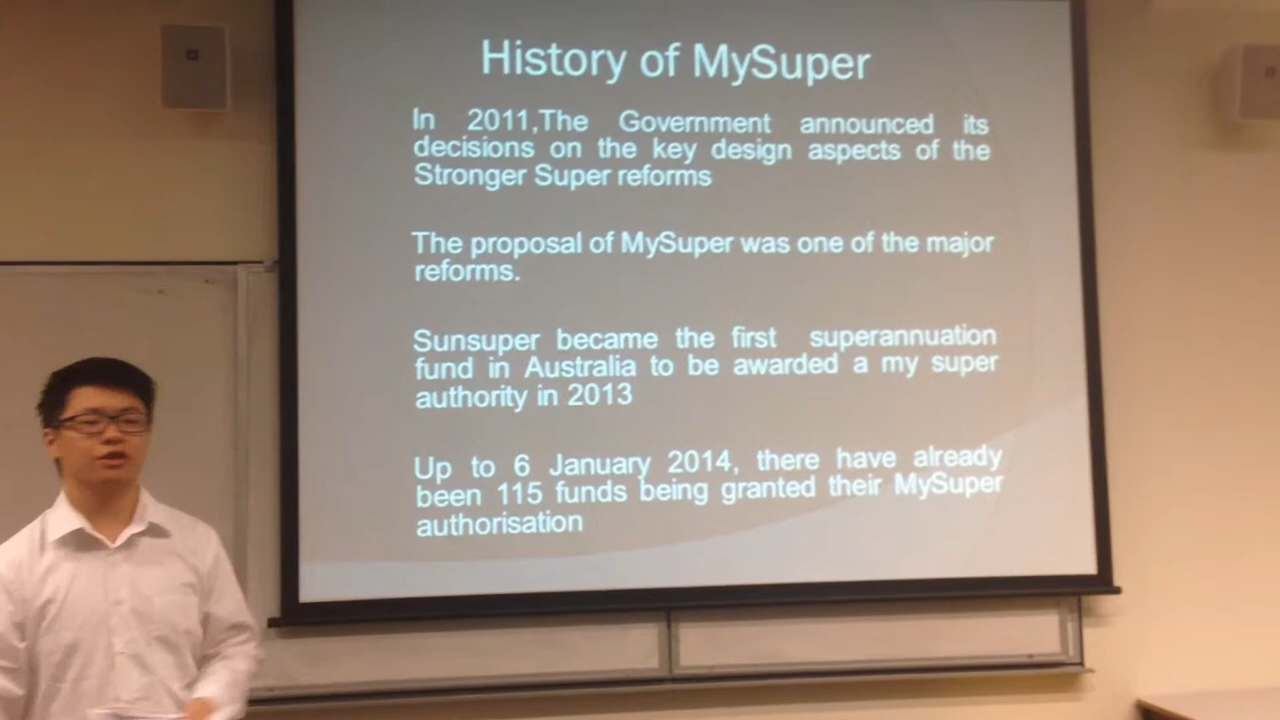 History of MySuper
In 2011,The Government announced its
decisions on the key design aspects of the
Stronger Super reforms
The proposal of MySuper was one of the major
reforms.
Sunsuper became the first superannuation
fund in Australia to be awarded a my super
authority in 2013
Up to 6 January 2014, there have already
been 115 funds being granted their MySuper
authorisation